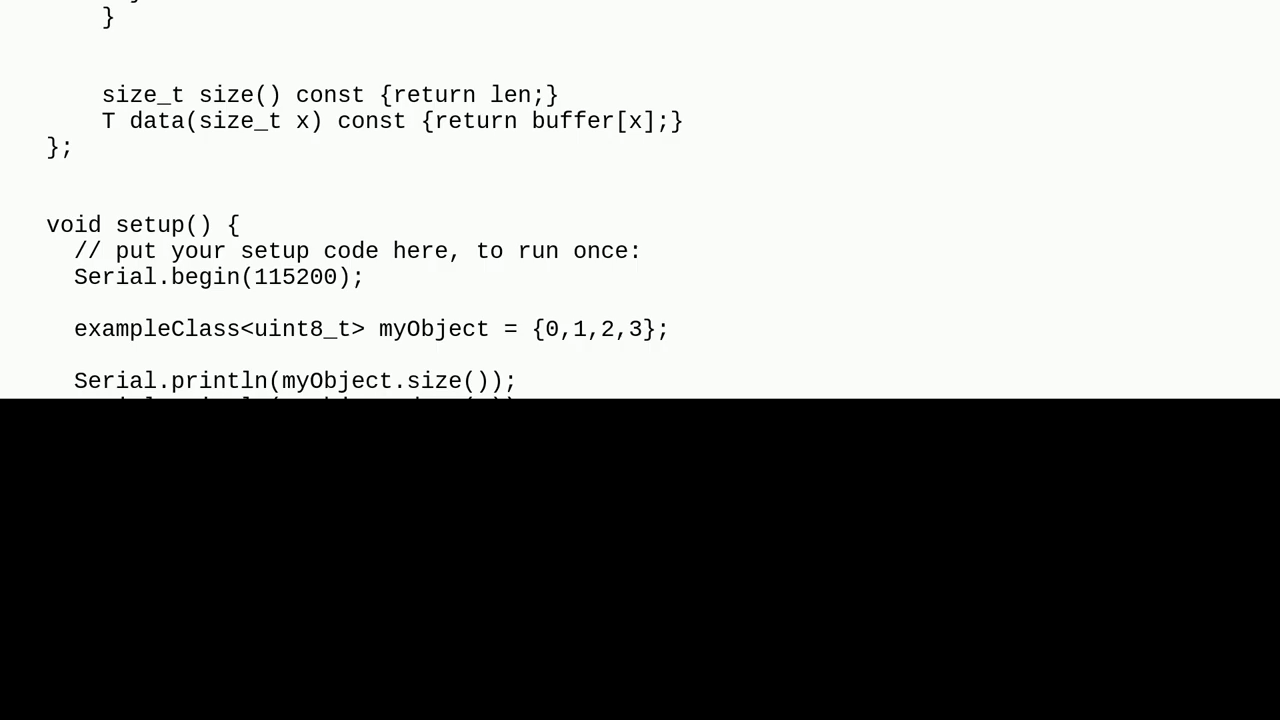 }
size_t size() const {return len;}
T data(size_t x) const {return buffer[x];}
};
void setup() {
// put your setup code here, to run once:
Serial.begin(115200);
exampleClass<uint8_t> myObject = {0,1,2,3};
Serial.println(myObject.size());